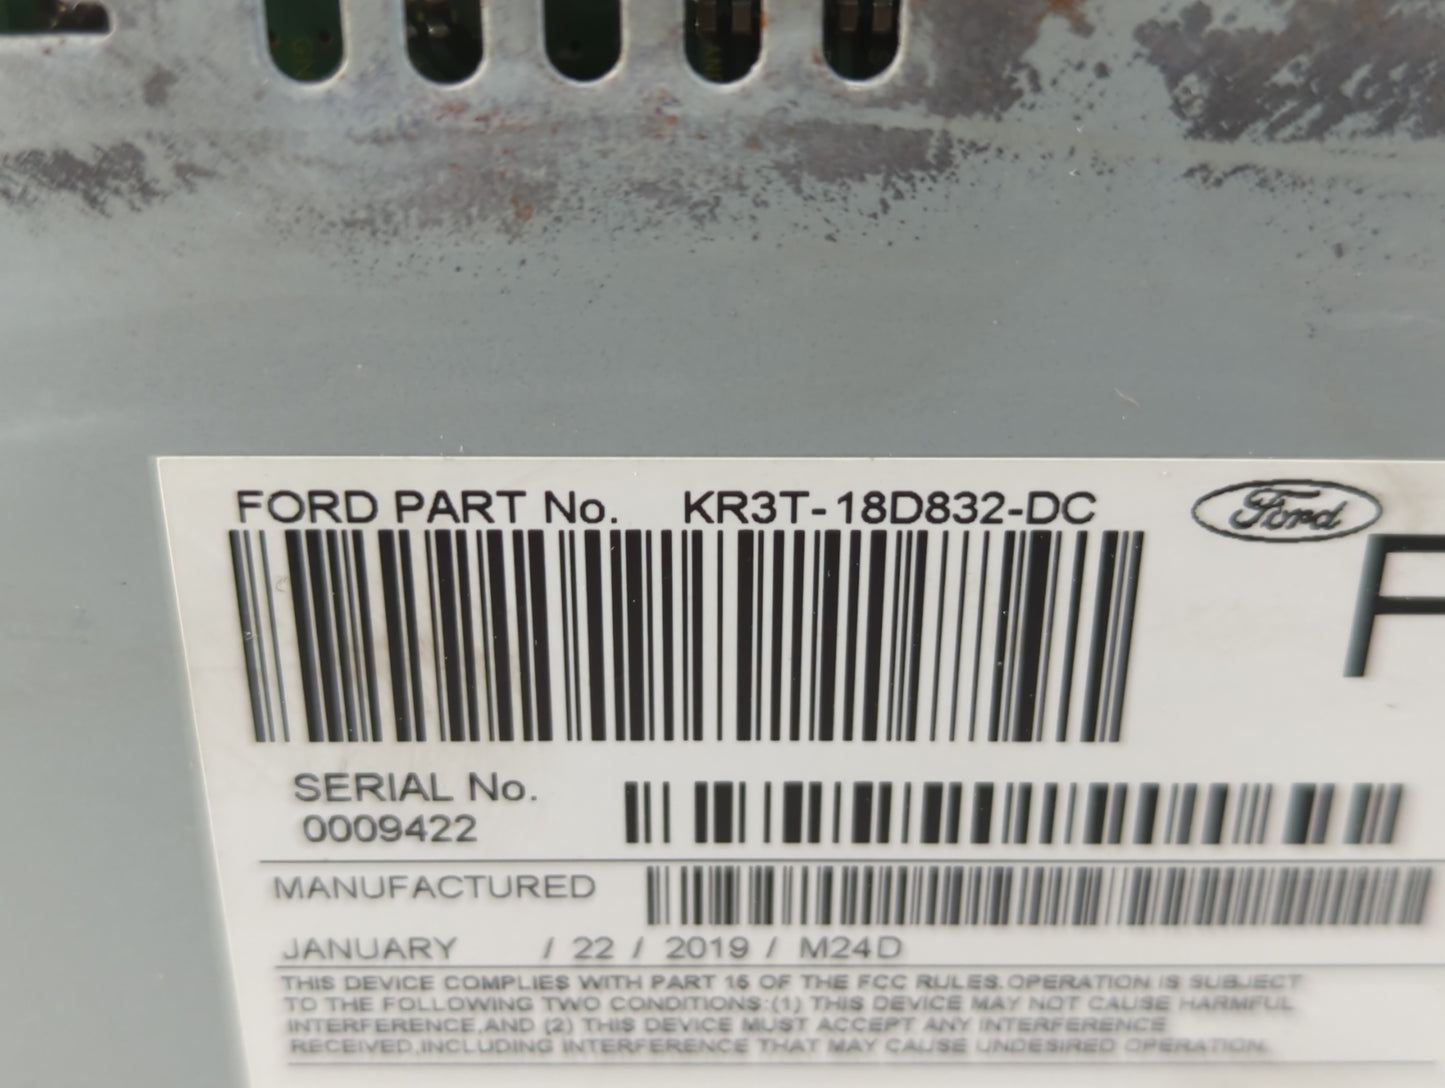 FORD PART No. KR3T-18D832-DC
Ford
F
SERIAL No.
0009422
MANUFACTURED
JANUARY / 22 / 2019 / M24D
THIS DEVICE COMPLIES WITH PART 15 OF THE FCC RULES.OPERATION IS SUBJECT
TO THE FOLLOWING TWO CONDITIONS:(1) THIS DEVICE MAY NOT CAUSE HARMFUL
INTERFERENCE,AND (2) THIS DEVICE MUST ACCEPT ANY INTERFERENCE
RECEIVED,INCLUDING INTERFERENCE THAT MAY CAUSE UNDESIRED OPERATION.